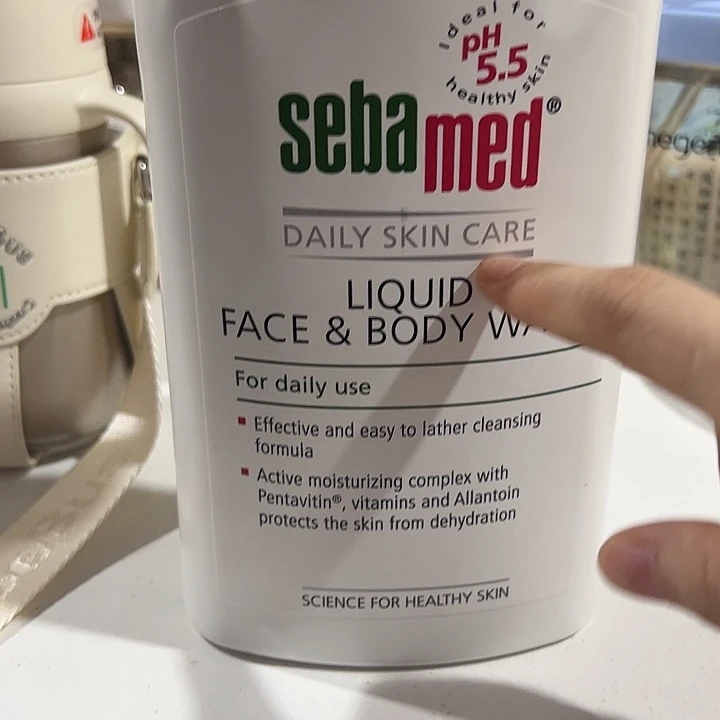 Ideal for
pH
5.5
healthy skin
sebamed®
DAILY SKIN CARE
LIQUID
FACE & BODY
For daily use
Effective and easy to lather cleansing
formula
Active moisturizing complex with
Pentavitin®, vitamins and Allantoin
protects the skin from dehydration
SCIENCE FOR HEALTHY SKIN